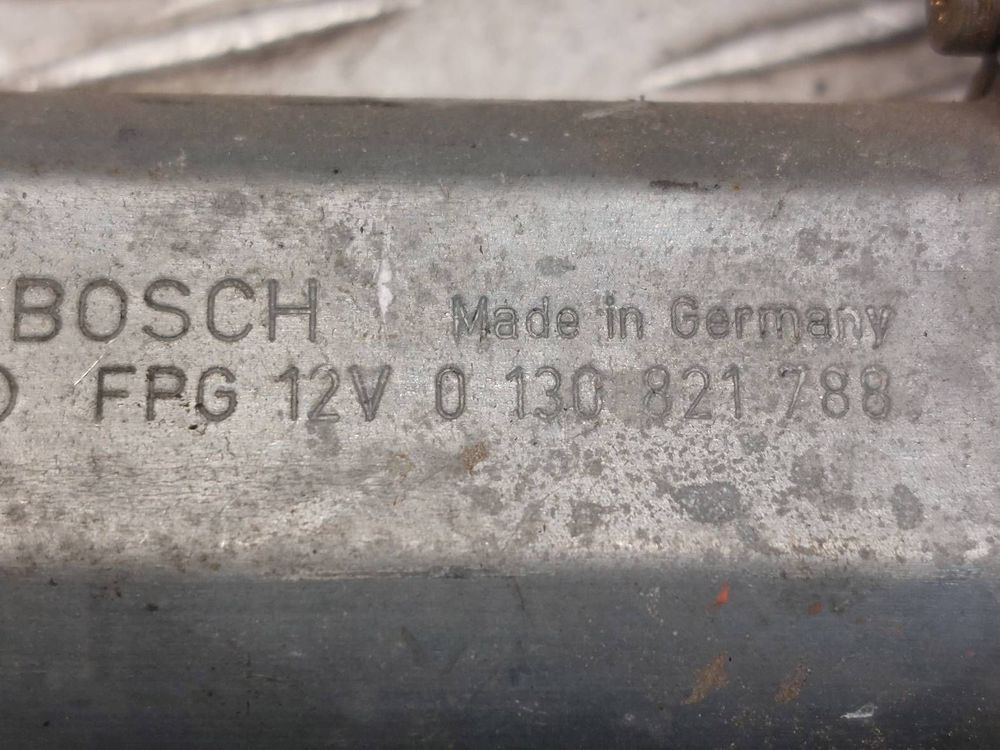 BOSCH Made in Germany
FPG 12V 0 130 821 788